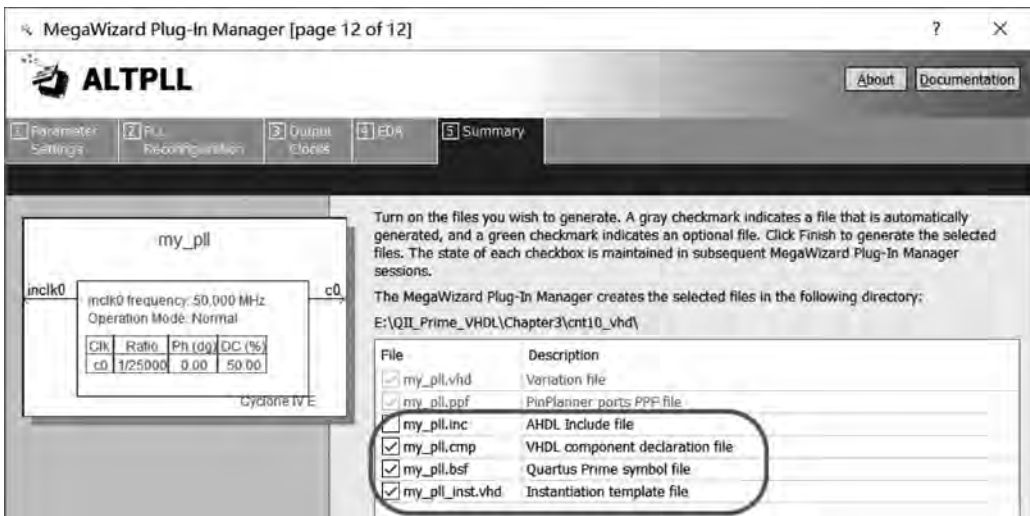 MegaWizard Plug-In Manager [page 12 of 12]
? ×
ALTPLL
About Documentation
1 Parameter Settings
2 PLL Reconfiguration
3 Output Clocks
4 EDA
5 Summary
my_pll
inclk0
c0
inclk0 frequency: 50.000 MHz
Operation Mode: Normal
Clk Ratio Ph (dg) DC (%)
c0 1/25000 0.00 50.00
Cyclone IV E
Turn on the files you wish to generate. A gray checkmark indicates a file that is automatically
generated, and a green checkmark indicates an optional file. Click Finish to generate the selected
files. The state of each checkbox is maintained in subsequent MegaWizard Plug-In Manager
sessions.
The MegaWizard Plug-In Manager creates the selected files in the following directory:
E:\QII_Prime_VHDL\Chapter3\cnt10_vhd\
File Description
my_pll.vhd Variation file
my_pll.ppf PinPlanner ports PPF file
my_pll.inc AHDL Include file
my_pll.cmp VHDL component declaration file
my_pll.bsf Quartus Prime symbol file
my_pll_inst.vhd Instantiation template file